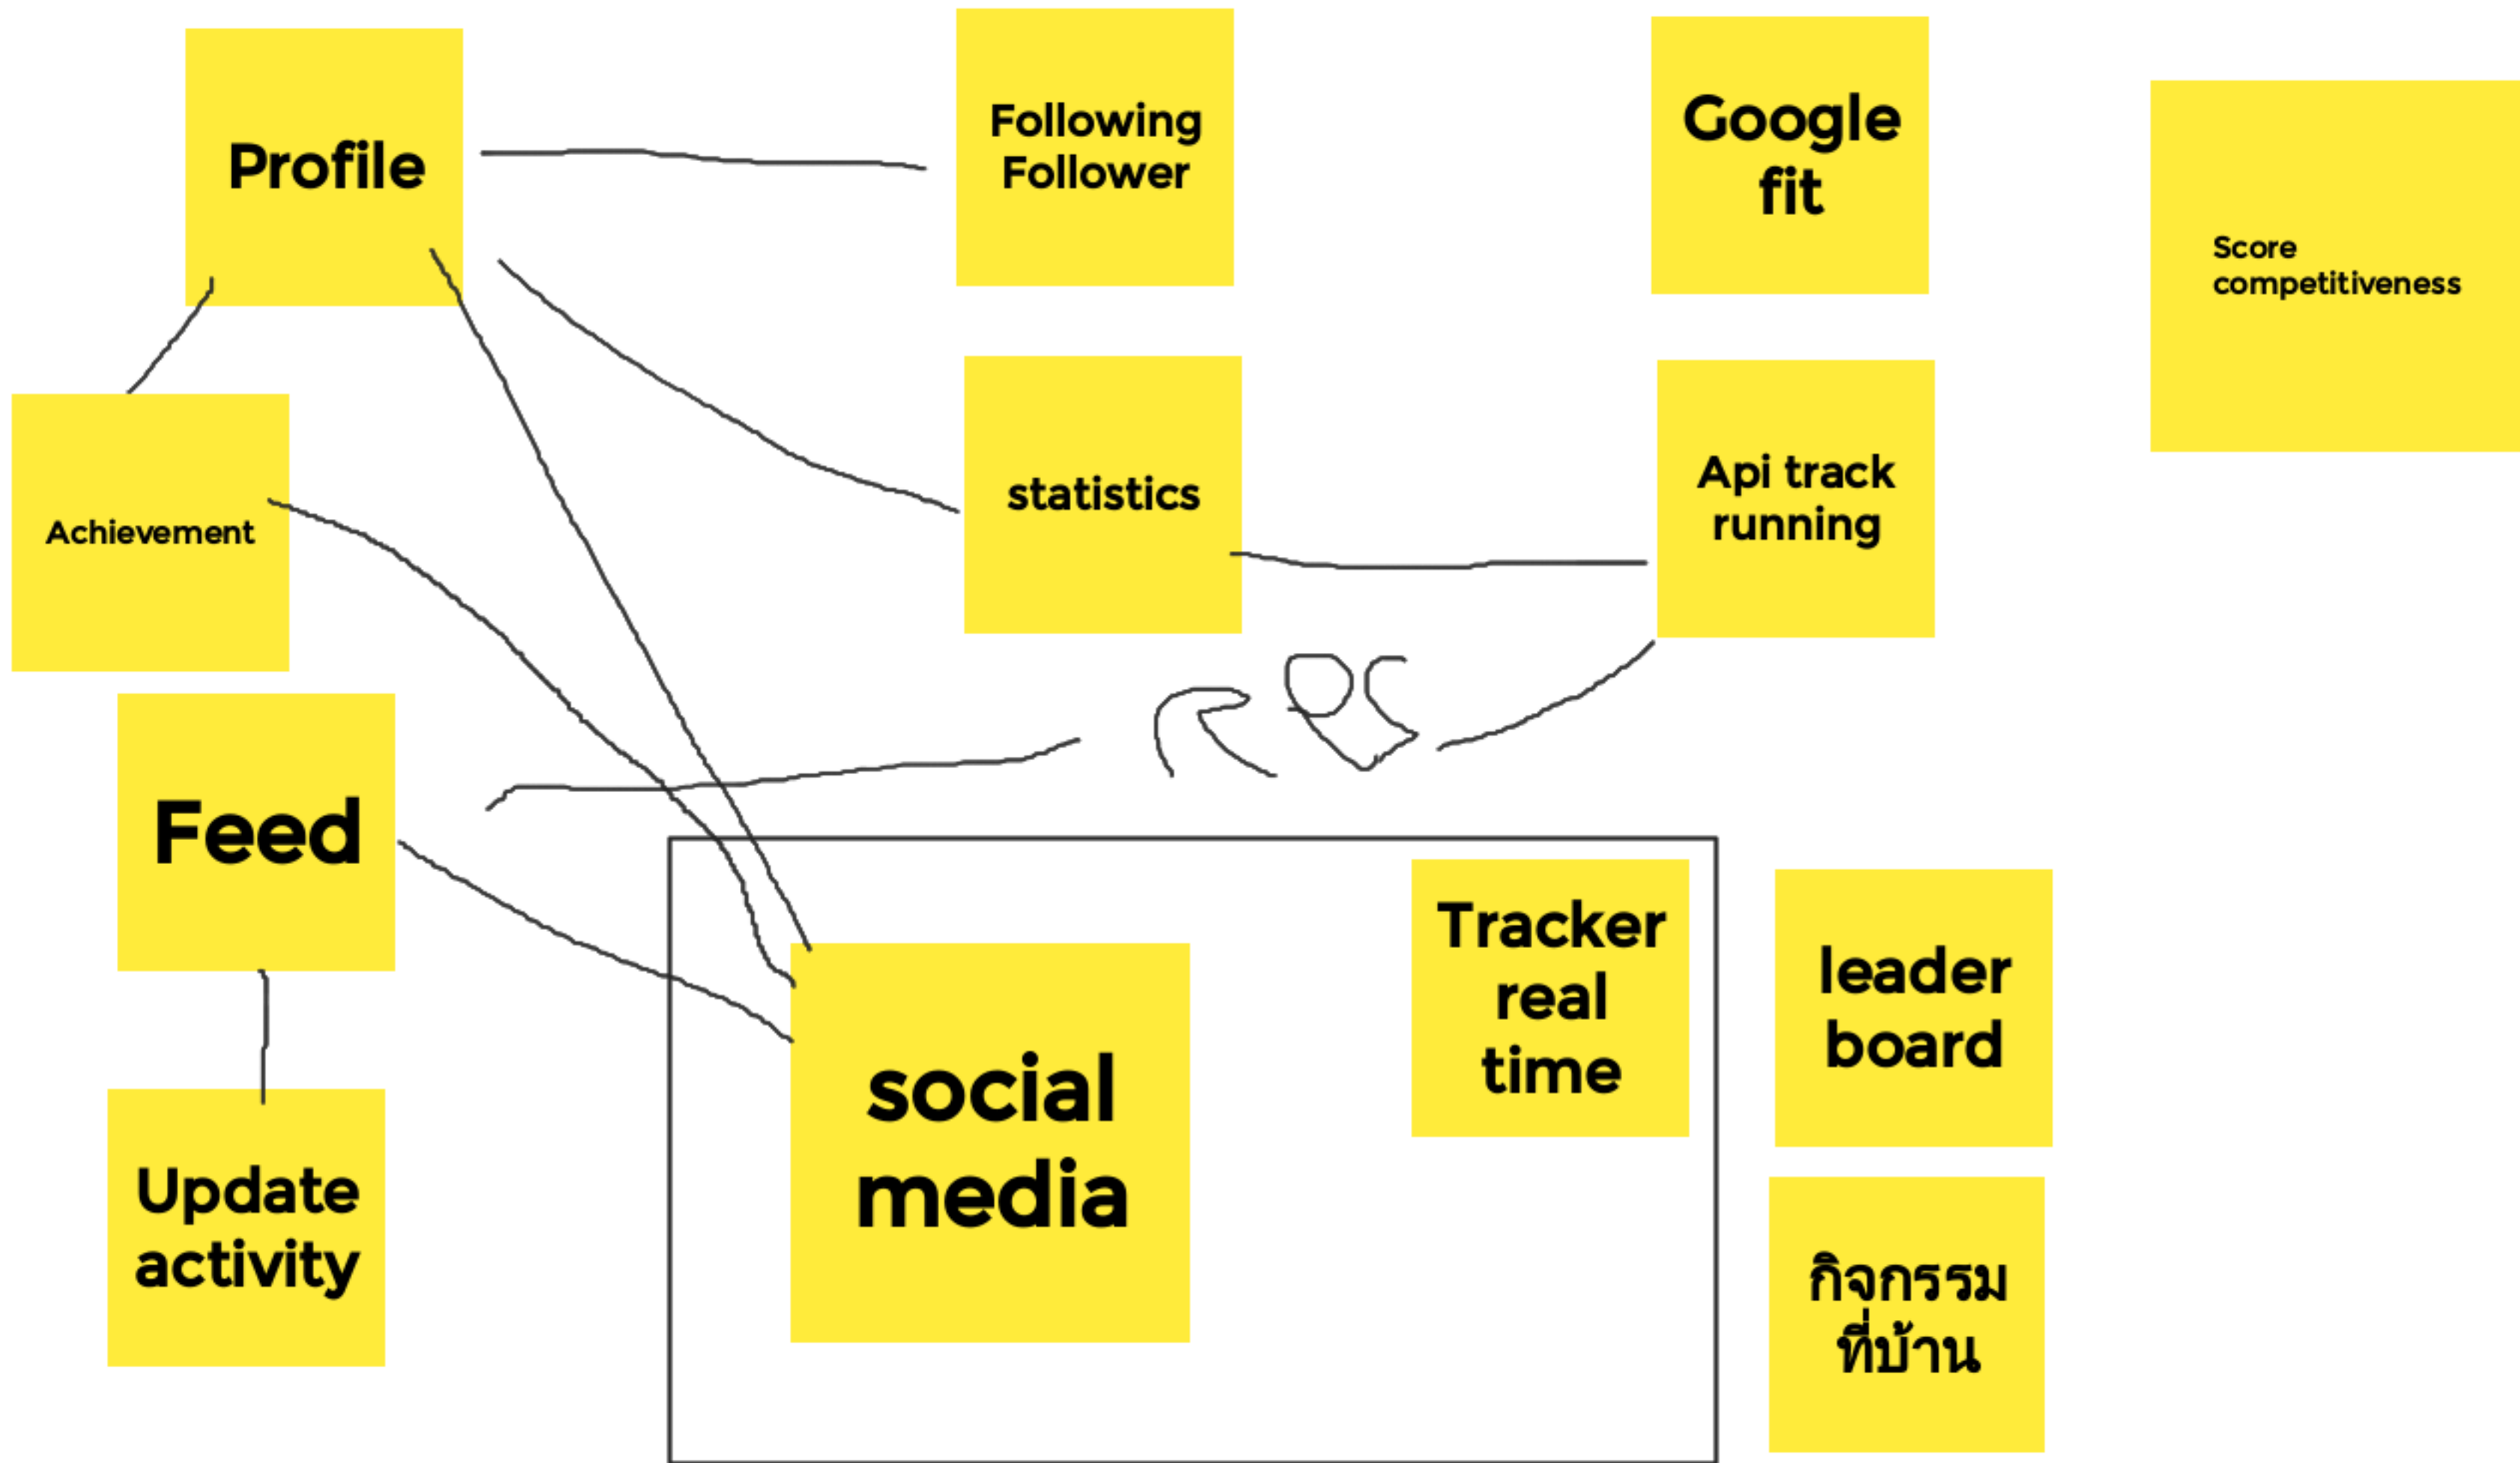 Profile
Following
Follower
Google
fit
Score
competitiveness
Achievement
statistics
Api track
running
Feed
Tracker
real
time
leader
board
social
media
Update
activity
กิจกรรม
ที่บ้าน